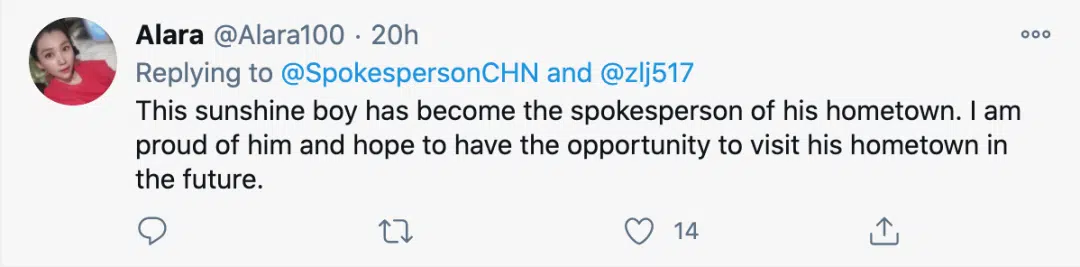 Alara @Alara100 · 20h
Replying to @SpokespersonCHN and @zlj517
This sunshine boy has become the spokesperson of his hometown. I am
proud of him and hope to have the opportunity to visit his hometown in
the future.
14